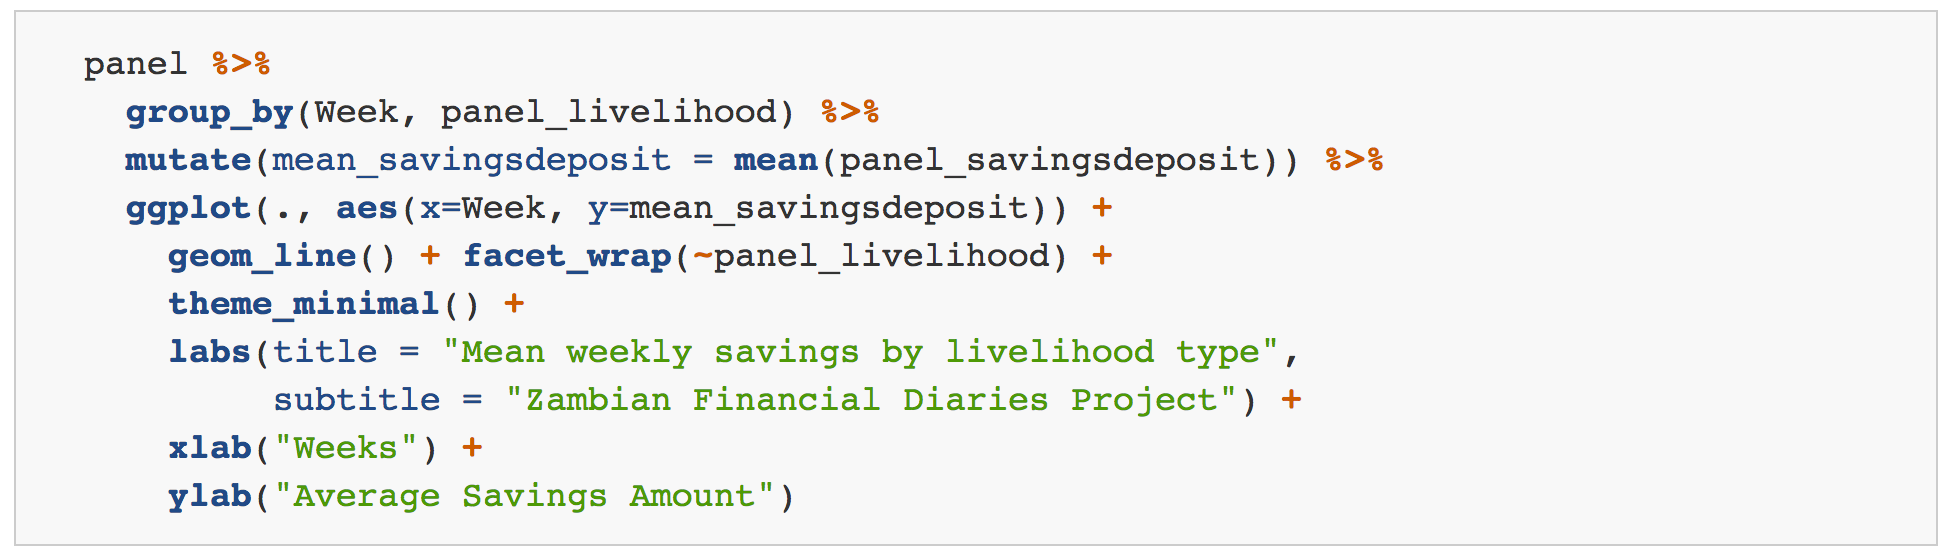 panel %>%
  group_by(Week, panel_livelihood) %>%
  mutate(mean_savingsdeposit = mean(panel_savingsdeposit)) %>%
  ggplot(., aes(x=Week, y=mean_savingsdeposit)) +
    geom_line() + facet_wrap(~panel_livelihood) +
    theme_minimal() +
    labs(title = "Mean weekly savings by livelihood type",
         subtitle = "Zambian Financial Diaries Project") +
    xlab("Weeks") +
    ylab("Average Savings Amount")